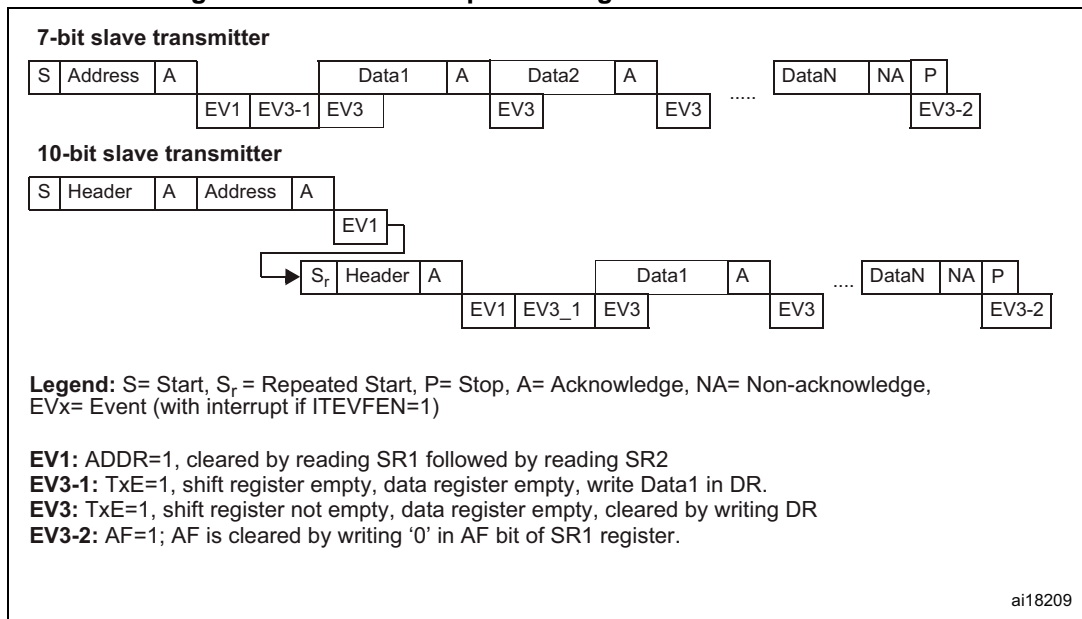 7-bit slave transmitter
S Address A Data1 A Data2 A ..... DataN NA P
EV1 EV3-1 EV3 EV3 EV3 EV3-2
10-bit slave transmitter
S Header A Address A
EV1
Sr Header A Data1 A .... DataN NA P
EV1 EV3_1 EV3 EV3 EV3-2
Legend: S= Start, Sr = Repeated Start, P= Stop, A= Acknowledge, NA= Non-acknowledge,
EVx= Event (with interrupt if ITEVFEN=1)
EV1: ADDR=1, cleared by reading SR1 followed by reading SR2
EV3-1: TxE=1, shift register empty, data register empty, write Data1 in DR.
EV3: TxE=1, shift register not empty, data register empty, cleared by writing DR
EV3-2: AF=1; AF is cleared by writing ‘0’ in AF bit of SR1 register.
ai18209